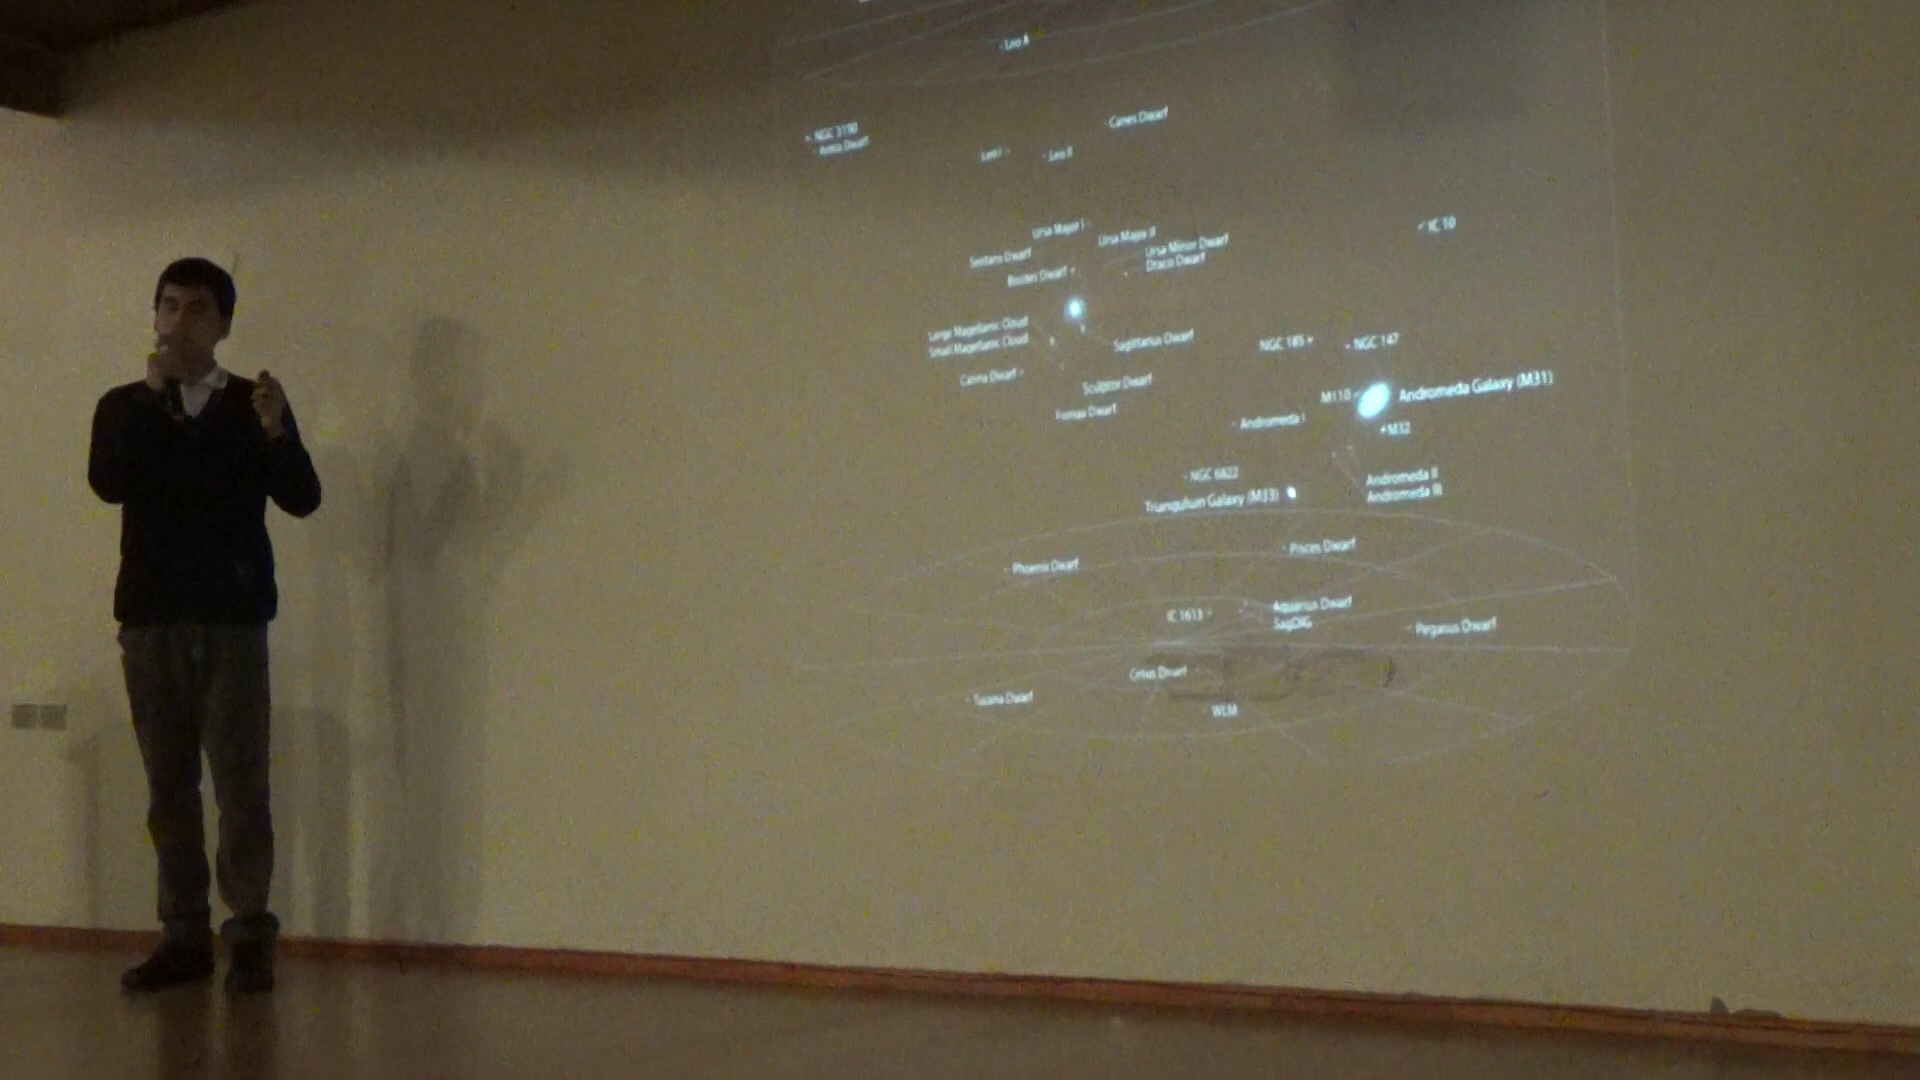 Leo A
Canes Dwarf
NGC 3190
Antlia Dwarf
Leo I
Leo II
IC 10
Ursa Major I
Ursa Major II
Ursa Minor Dwarf
Draco Dwarf
Sextans Dwarf
Bootes Dwarf
Large Magellanic Cloud
Small Magellanic Cloud
Sagittarius Dwarf
NGC 185
NGC 147
Carina Dwarf
Sculptor Dwarf
Fornax Dwarf
M110
Andromeda Galaxy (M31)
Andromeda I
M32
NGC 6822
Andromeda II
Andromeda III
Triangulum Galaxy (M33)
Pisces Dwarf
Phoenix Dwarf
IC 1613
Aquarius Dwarf
SagDIG
Pegasus Dwarf
Cetus Dwarf
Tucana Dwarf
WLM